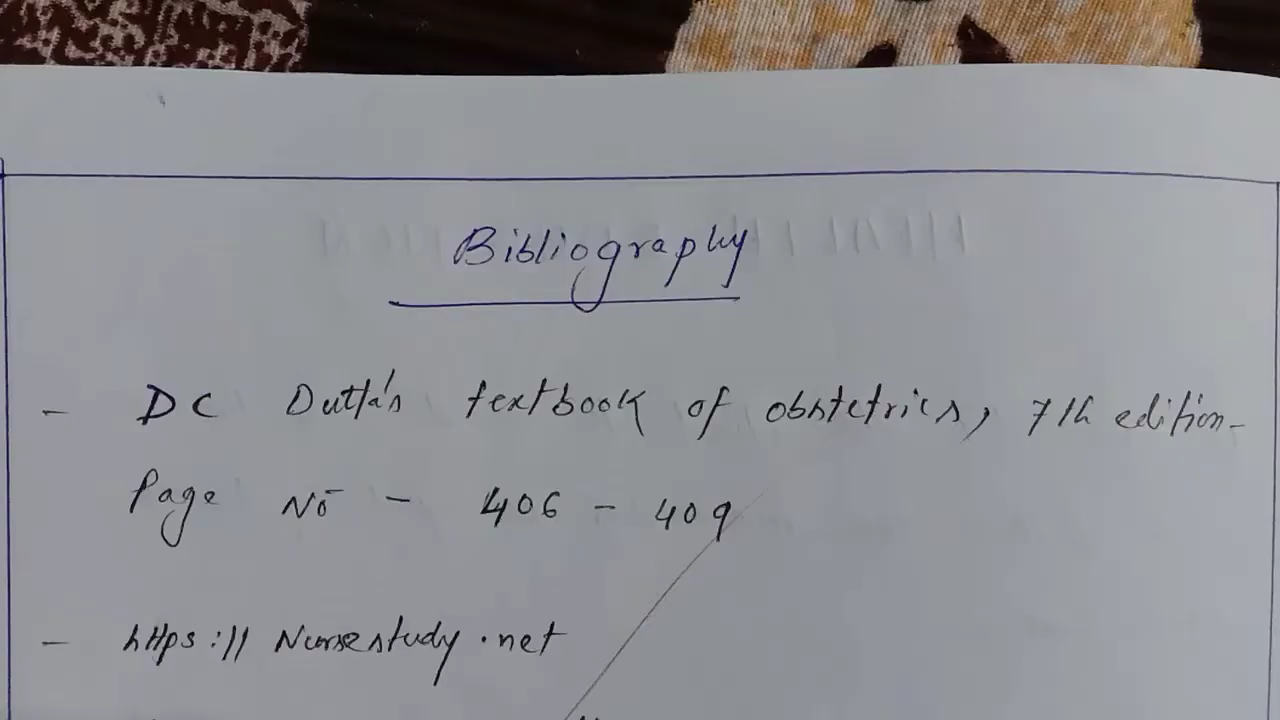 Bibliography
- DC Dutta's textbook of obstetrics, 7th edition-
Page No - 406 - 409
- https:// Nursestudy.net